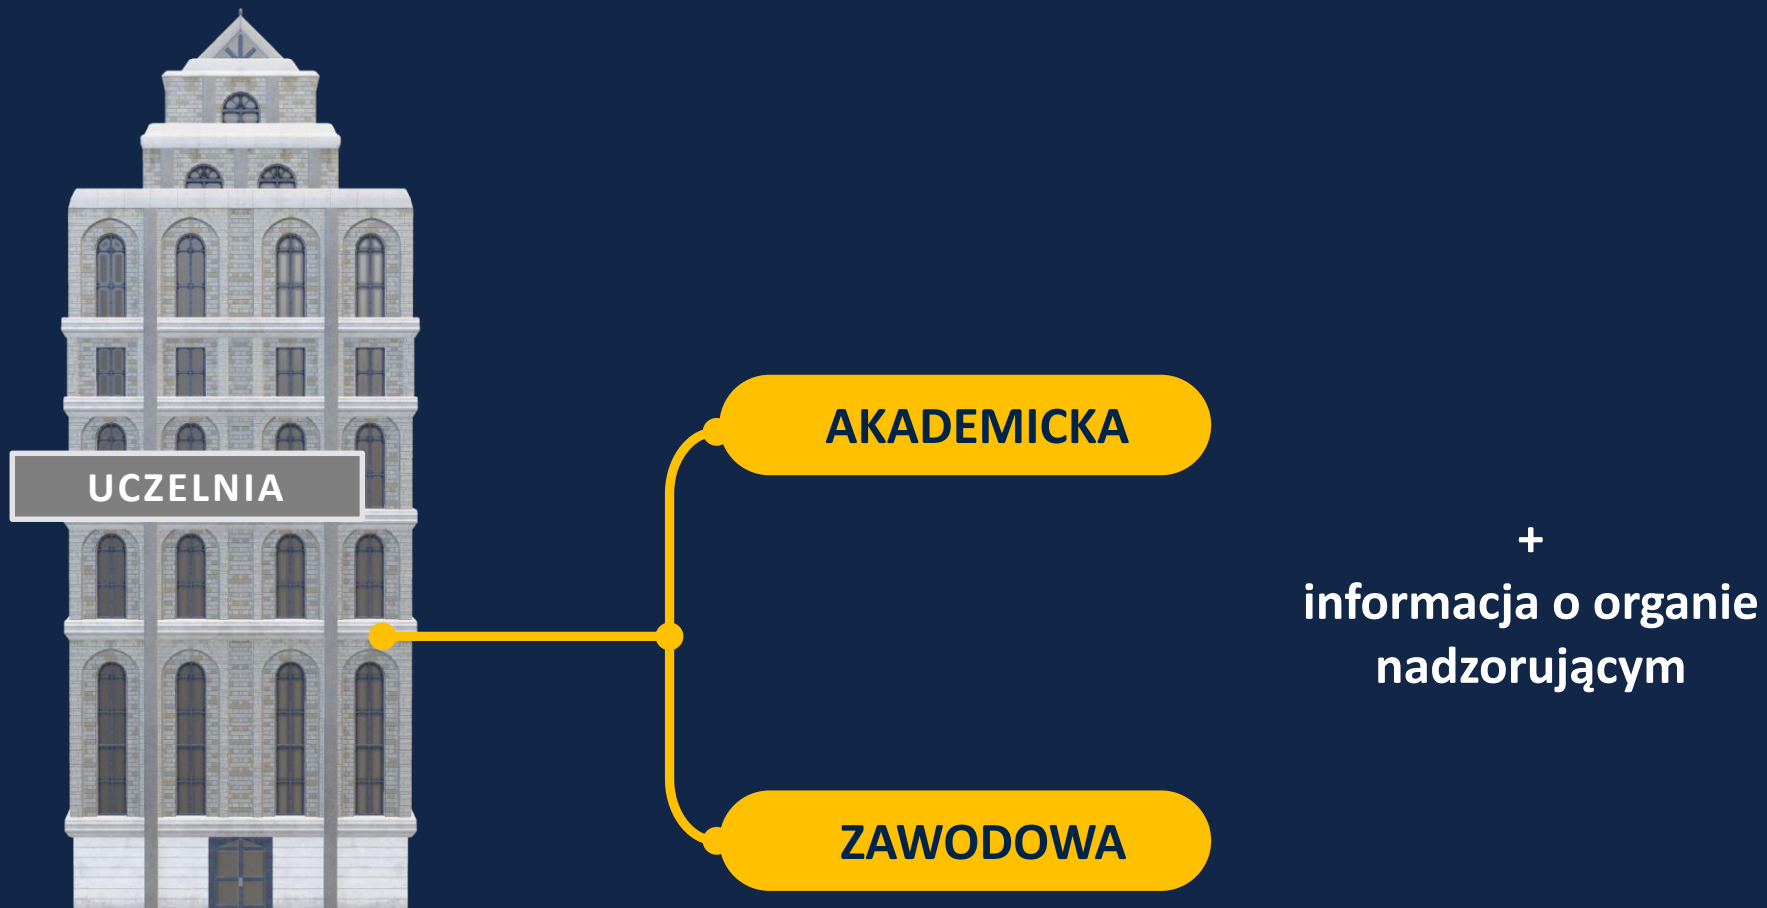 UCZELNIA
AKADEMICKA
ZAWODOWA
+
informacja o organie
nadzorującym